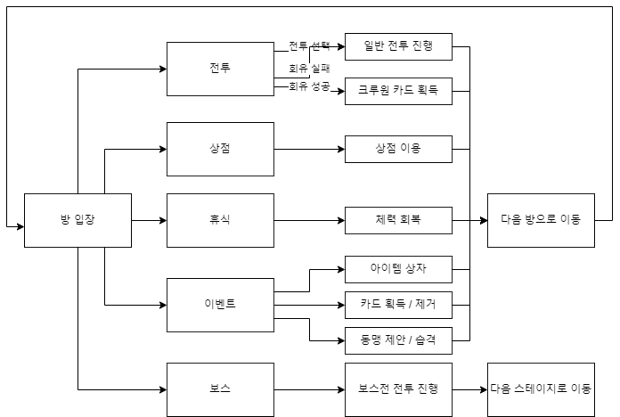 전투 선택
일반 전투 진행
전투
회유 실패
회유 성공
크루원 카드 획득
상점
상점 이용
방 입장
휴식
체력 회복
다음 방으로 이동
아이템 상자
이벤트
카드 획득 / 제거
동맹 제안 / 습격
보스
보스전 전투 진행
다음 스테이지로 이동